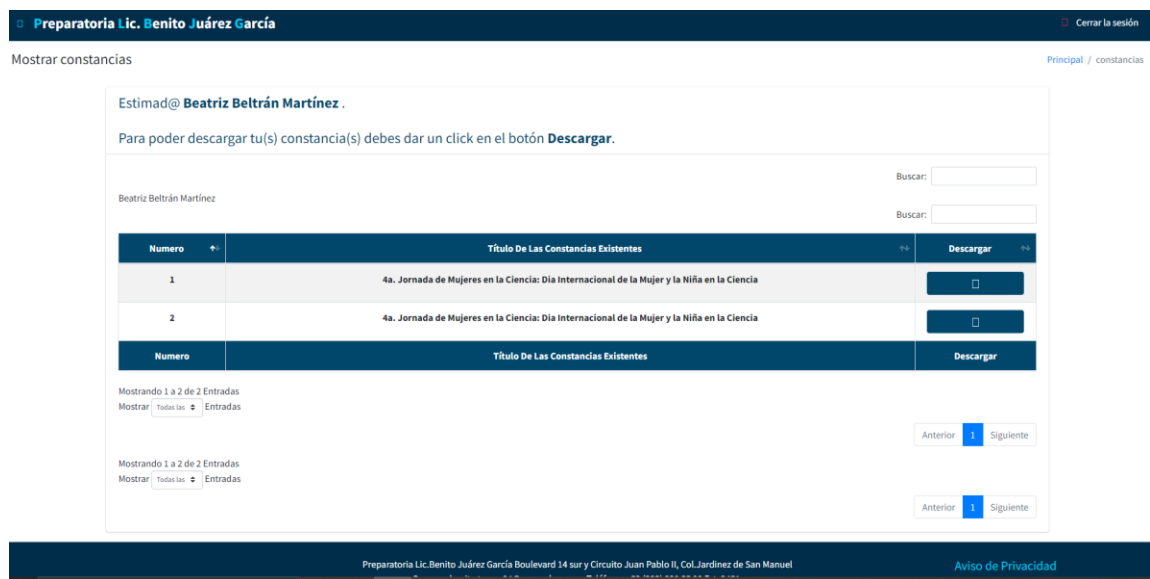 Preparatoria Lic. Benito Juárez García
Cerrar la sesión
Mostrar constancias
Principal / constancias
Estimad@ Beatriz Beltrán Martínez .
Para poder descargar tu(s) constancia(s) debes dar un click en el botón Descargar.
Buscar:
Beatriz Beltrán Martínez
Buscar:
Numero Título De Las Constancias Existentes Descargar
1 4a. Jornada de Mujeres en la Ciencia: Dia Internacional de la Mujer y la Niña en la Ciencia
2 4a. Jornada de Mujeres en la Ciencia: Dia Internacional de la Mujer y la Niña en la Ciencia
Numero Título De Las Constancias Existentes Descargar
Mostrando 1 a 2 de 2 Entradas
Mostrar Todas las Entradas
Anterior 1 Siguiente
Mostrando 1 a 2 de 2 Entradas
Mostrar Todas las Entradas
Anterior 1 Siguiente
Preparatoria Lic.Benito Juárez García Boulevard 14 sur y Circuito Juan Pablo II, Col.Jardinez de San Manuel
Aviso de Privacidad